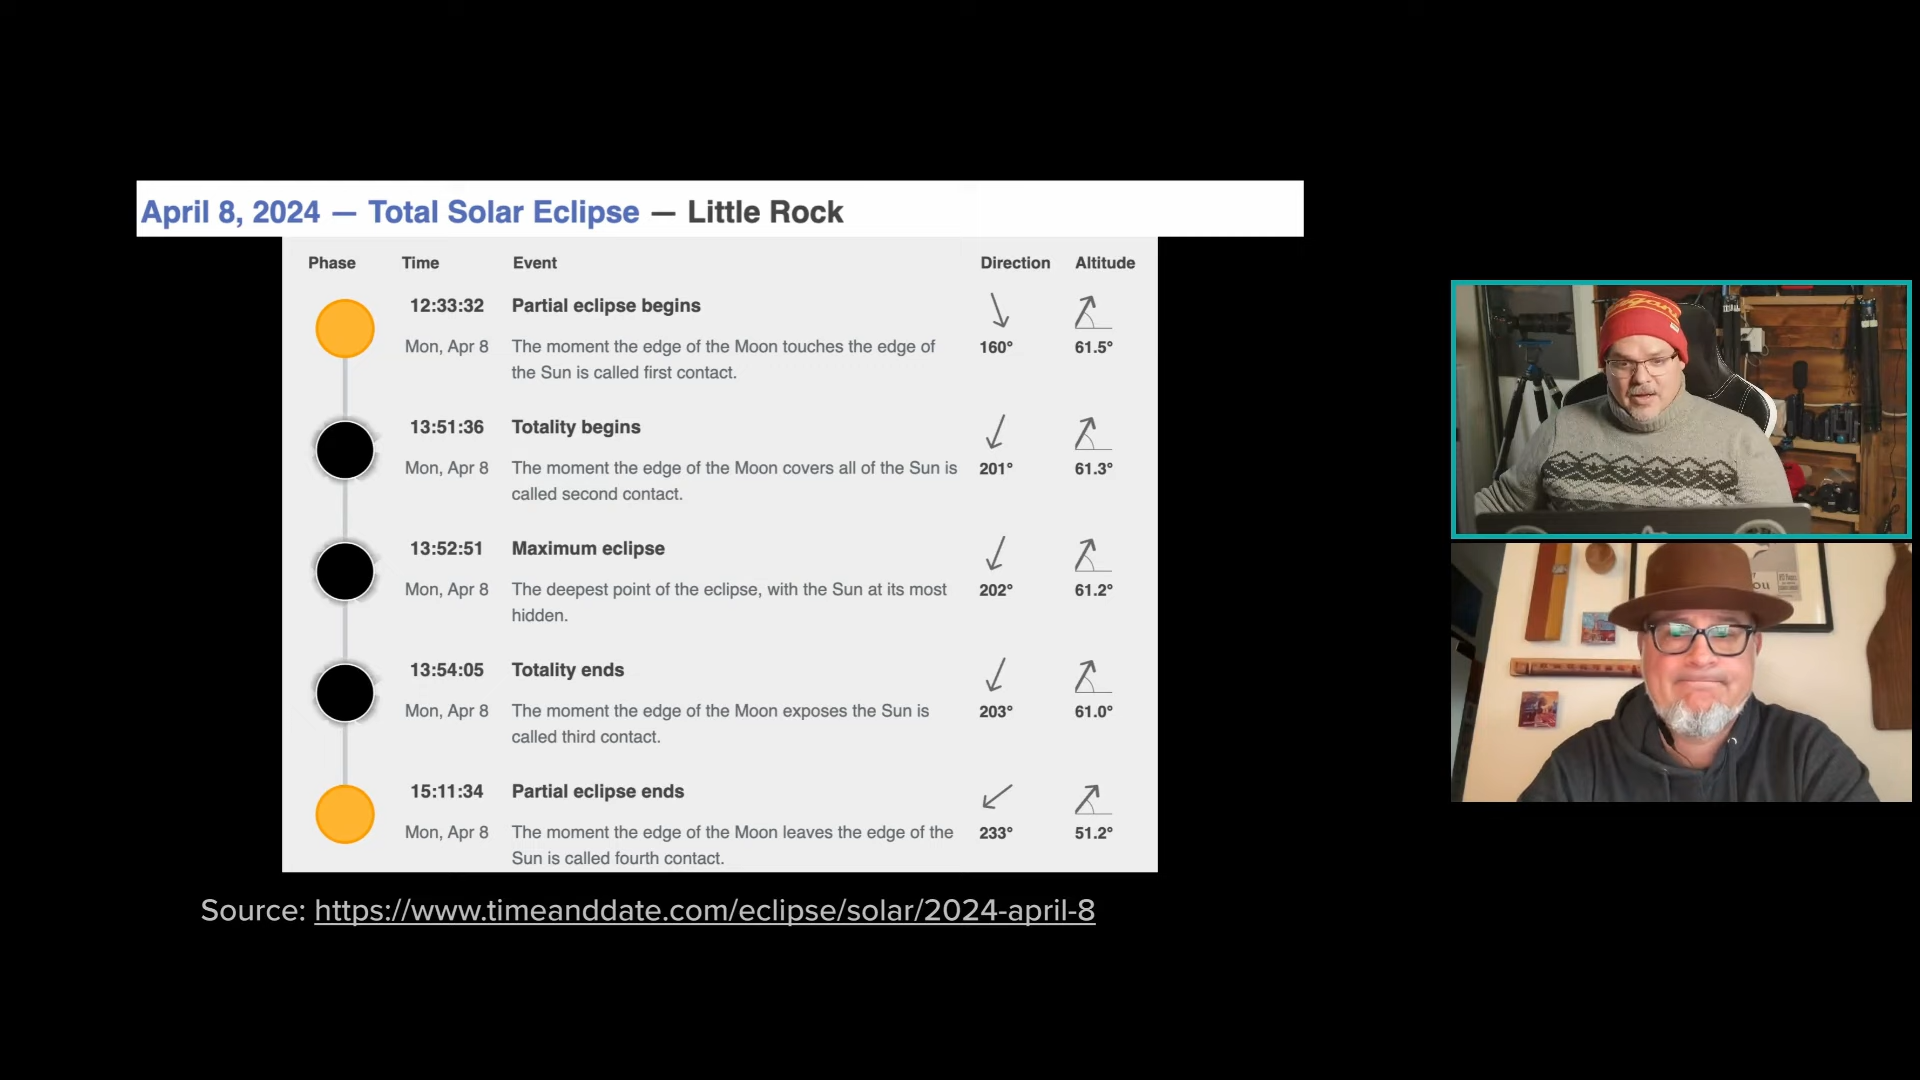 April 8, 2024 — Total Solar Eclipse — Little Rock
Phase Time Event Direction Altitude
12:33:32 Partial eclipse begins
Mon, Apr 8 The moment the edge of the Moon touches the edge of 160° 61.5°
the Sun is called first contact.
13:51:36 Totality begins
Mon, Apr 8 The moment the edge of the Moon covers all of the Sun is 201° 61.3°
called second contact.
13:52:51 Maximum eclipse
Mon, Apr 8 The deepest point of the eclipse, with the Sun at its most 202° 61.2°
hidden.
13:54:05 Totality ends
Mon, Apr 8 The moment the edge of the Moon exposes the Sun is 203° 61.0°
called third contact.
15:11:34 Partial eclipse ends
Mon, Apr 8 The moment the edge of the Moon leaves the edge of the 233° 51.2°
Sun is called fourth contact.
Source: https://www.timeanddate.com/eclipse/solar/2024-april-8